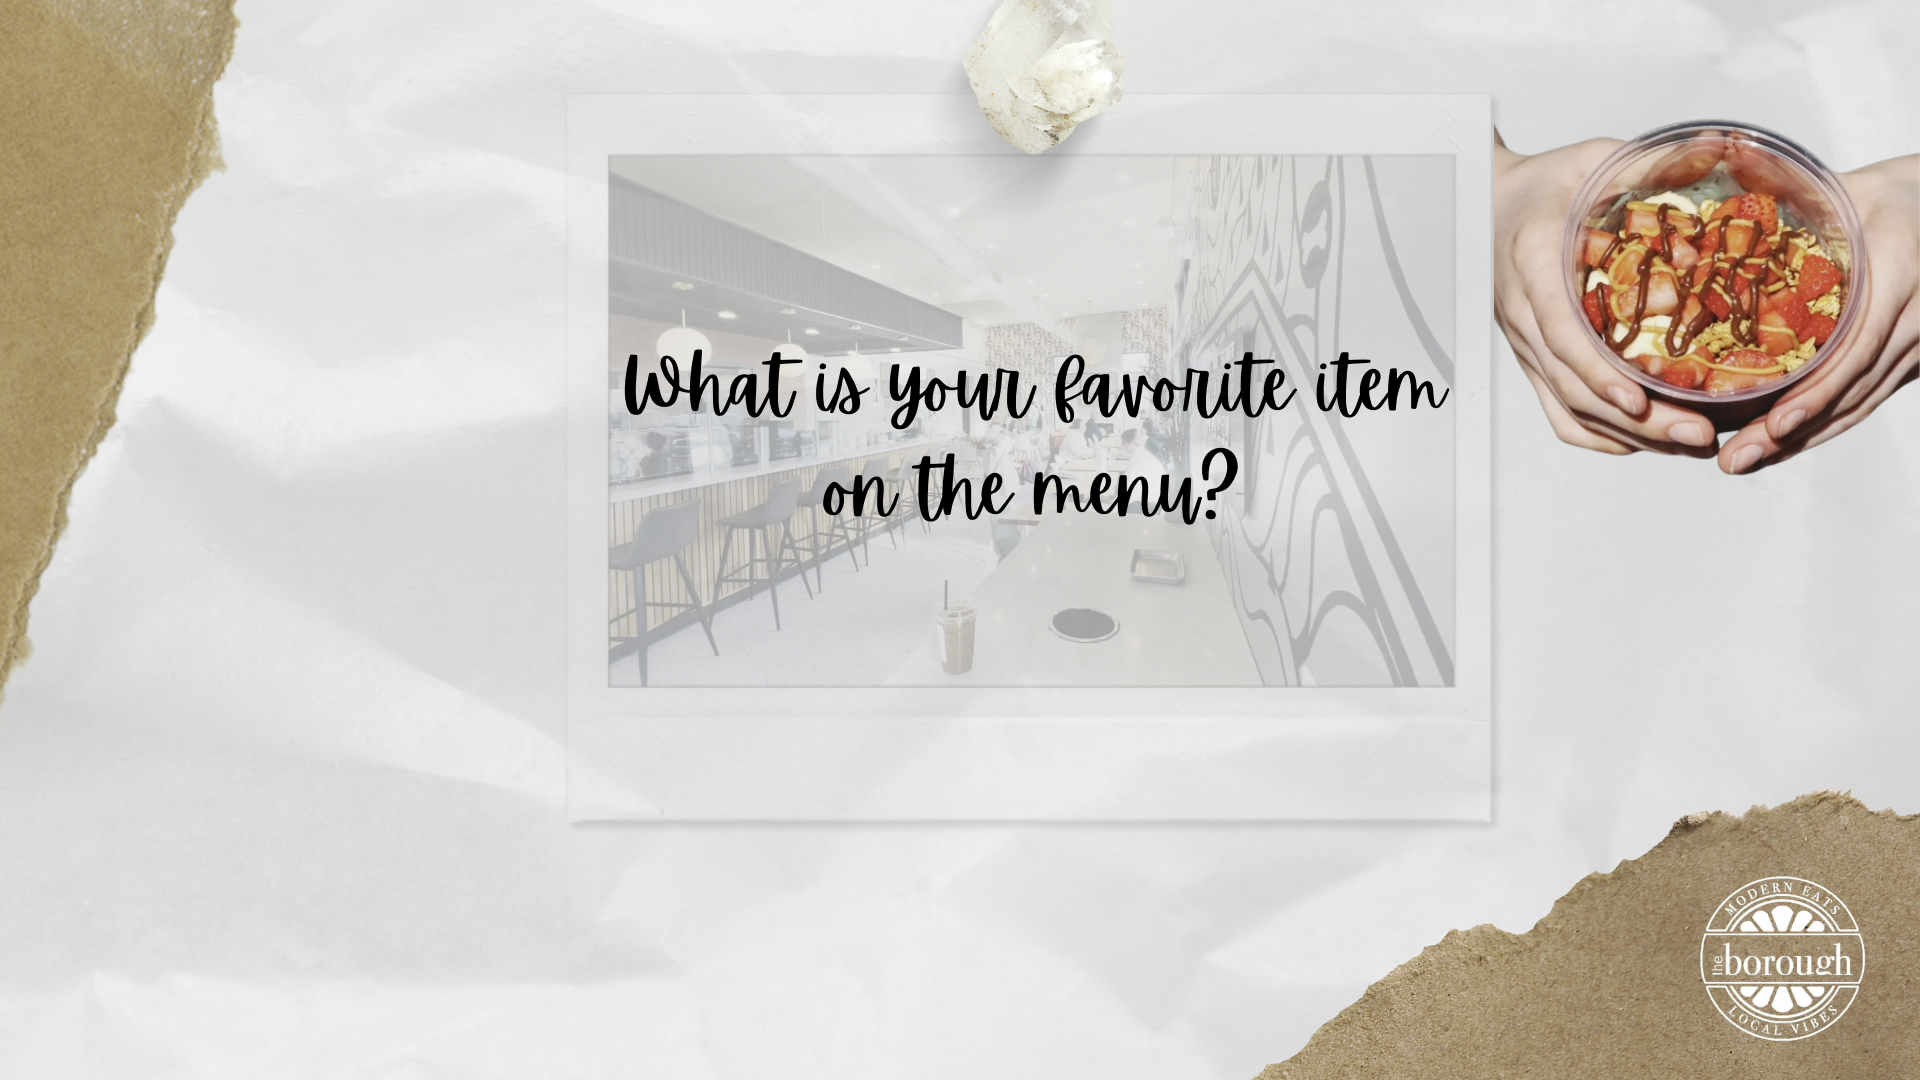 What is your favorite item
on the menu?
MODERN EATS
the borough
LOCAL VIBES